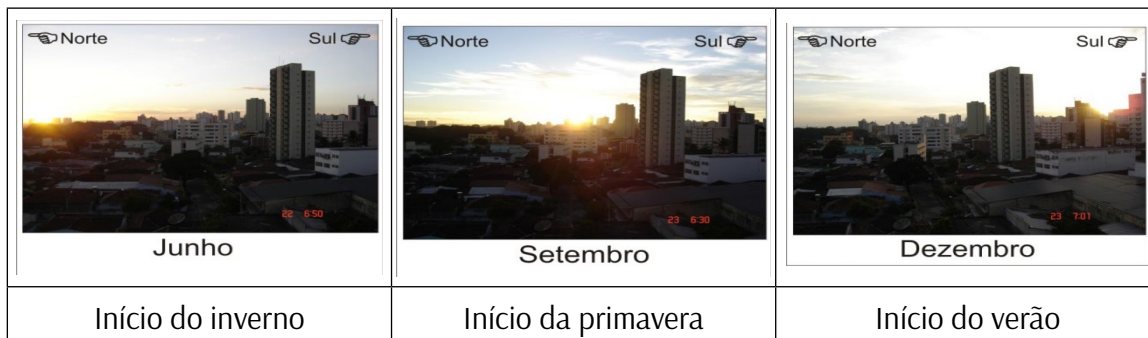 Norte Sul
22 6:50
Junho
Início do inverno
Norte Sul
23 6:30
Setembro
Início da primavera
Norte Sul
23 7:01
Dezembro
Início do verão